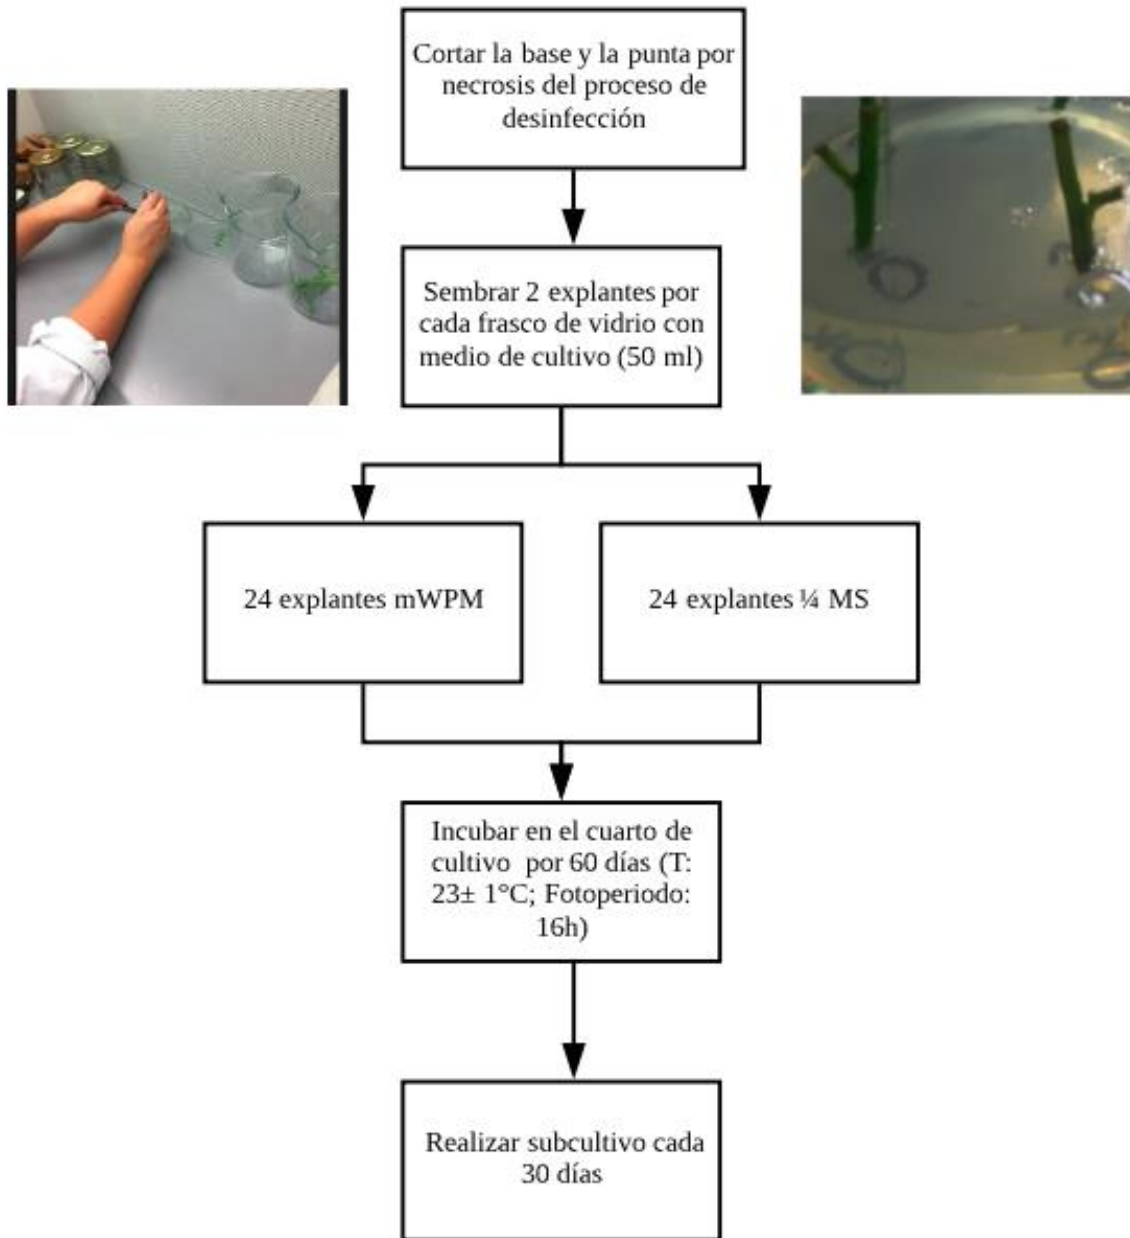 Cortar la base y la punta por
necrosis del proceso de
desinfección
Sembrar 2 explantes por
cada frasco de vidrio con
medio de cultivo (50 ml)
24 explantes mWPM
24 explantes ¼ MS
Incubar en el cuarto de
cultivo por 60 días (T:
23± 1°C; Fotoperiodo:
16h)
Realizar subcultivo cada
30 días